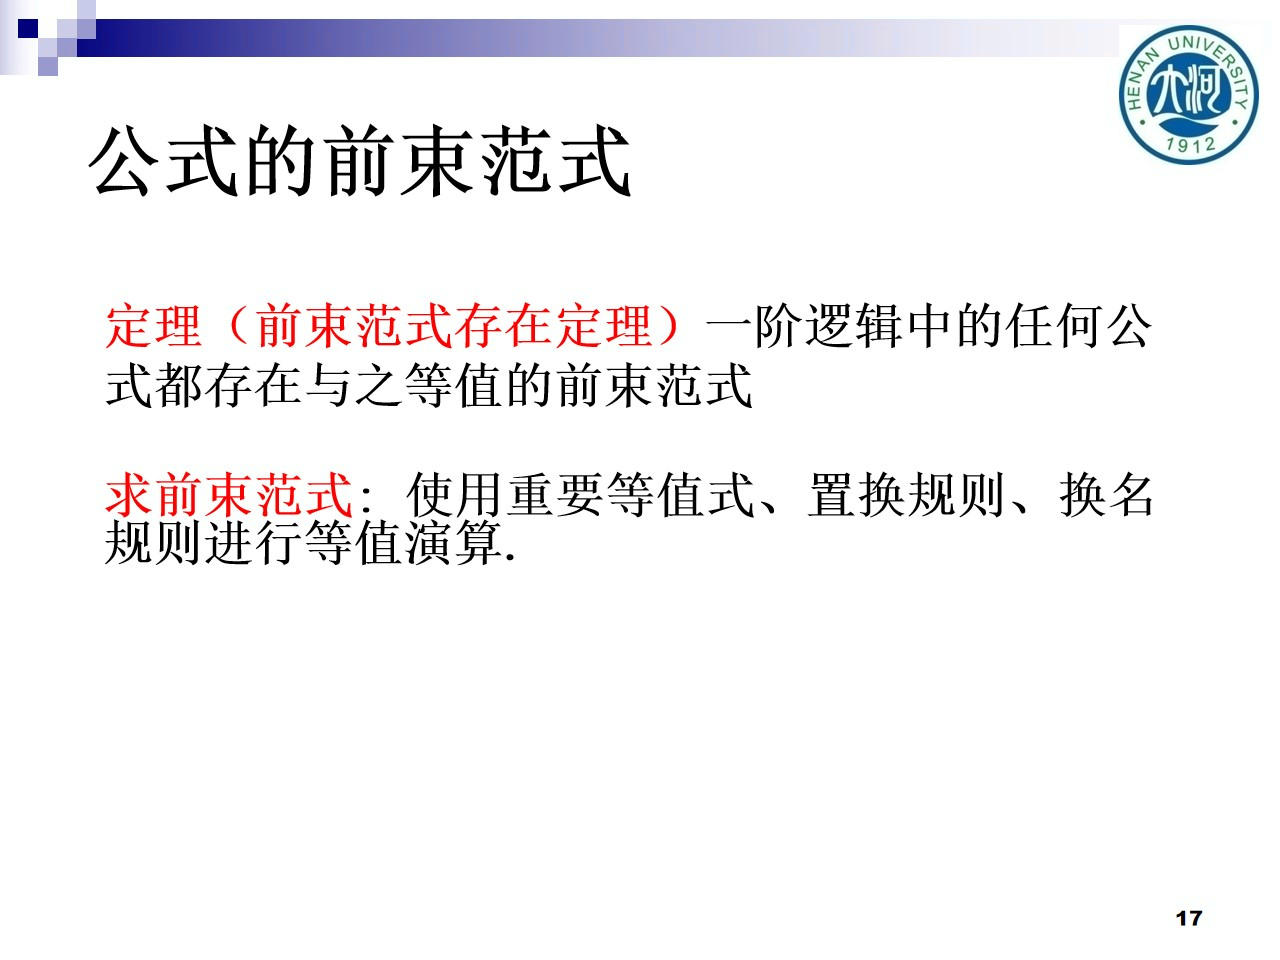 HENAN UNIVERSITY
1912
公式的前束范式
定理（前束范式存在定理）一阶逻辑中的任何公
式都存在与之等值的前束范式
求前束范式：使用重要等值式、置换规则、换名
规则进行等值演算.
17